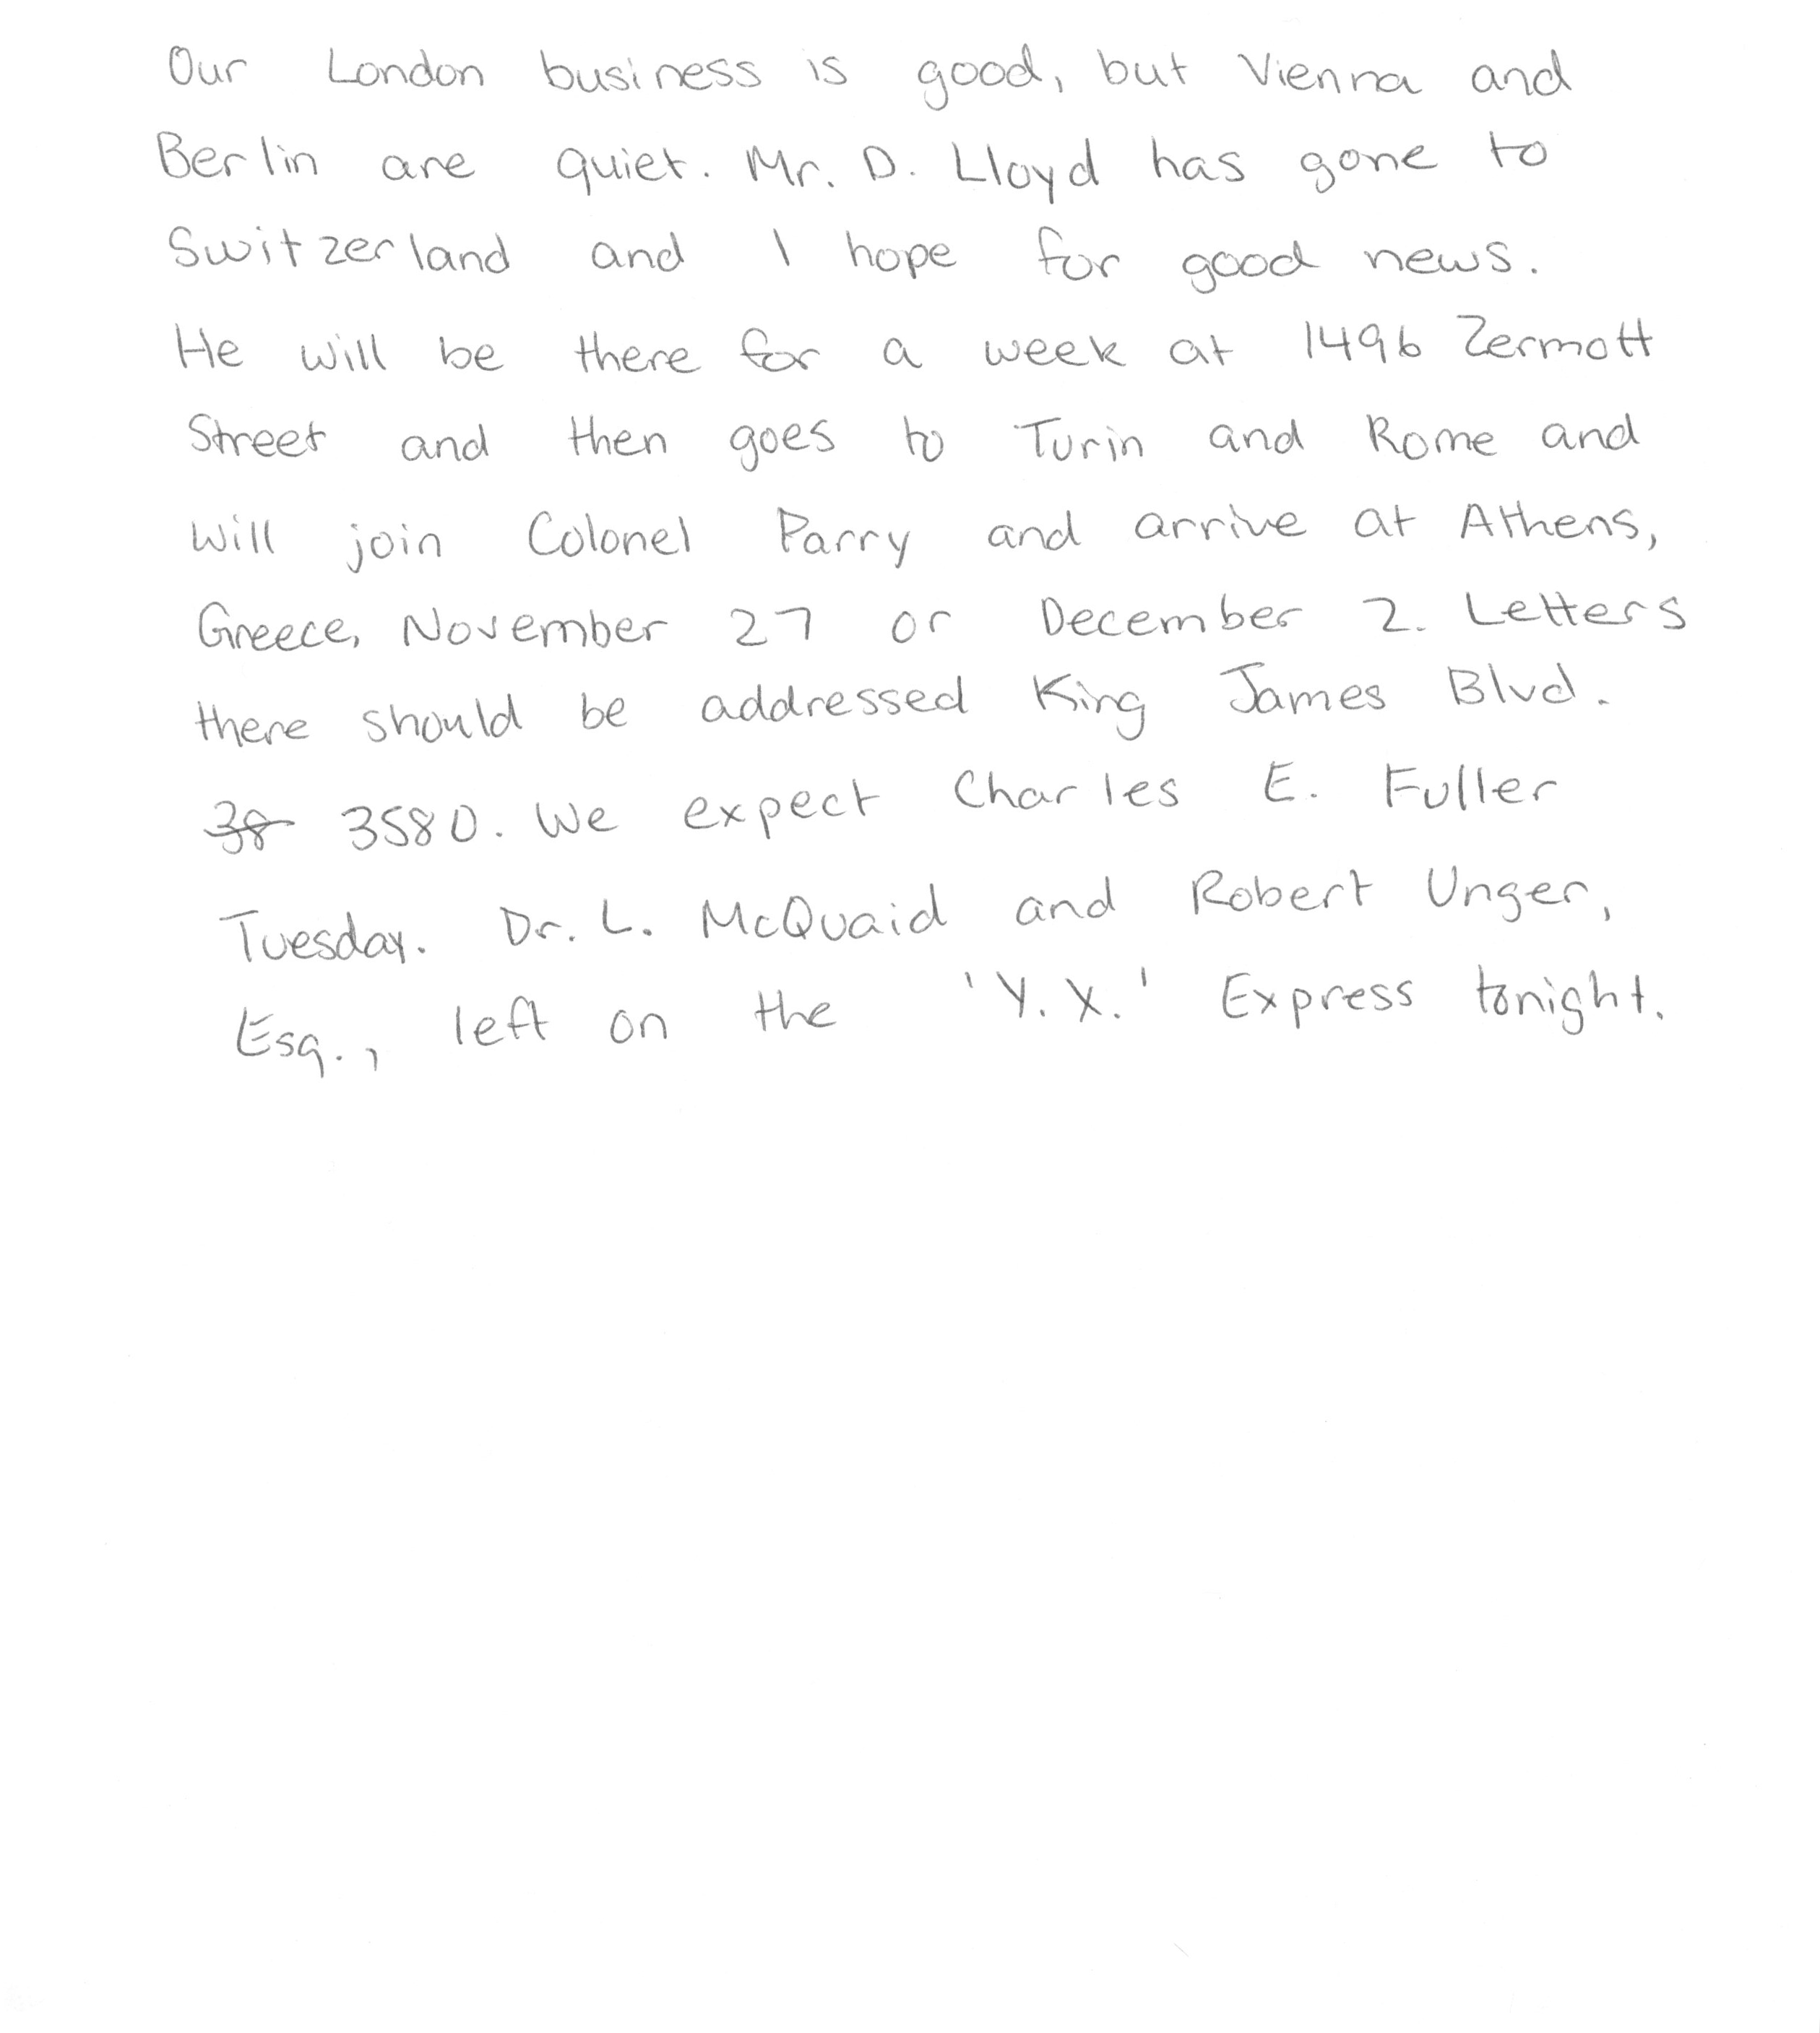 Our London business is good, but Vienna and
Berlin are quiet. Mr. D. Lloyd has gone to
Switzerland and I hope for good news.
He will be there for a week at 1496 Zermott
Street and then goes to Turin and Rome and
will join Colonel Parry and arrive at Athens,
Greece, November 27 or December 2. Letters
there should be addressed King James Blvd.
38 3580. We expect Charles E. Fuller
Tuesday. Dr. L. McQuaid and Robert Unger,
Esq., left on the 'Y.X.' Express tonight.